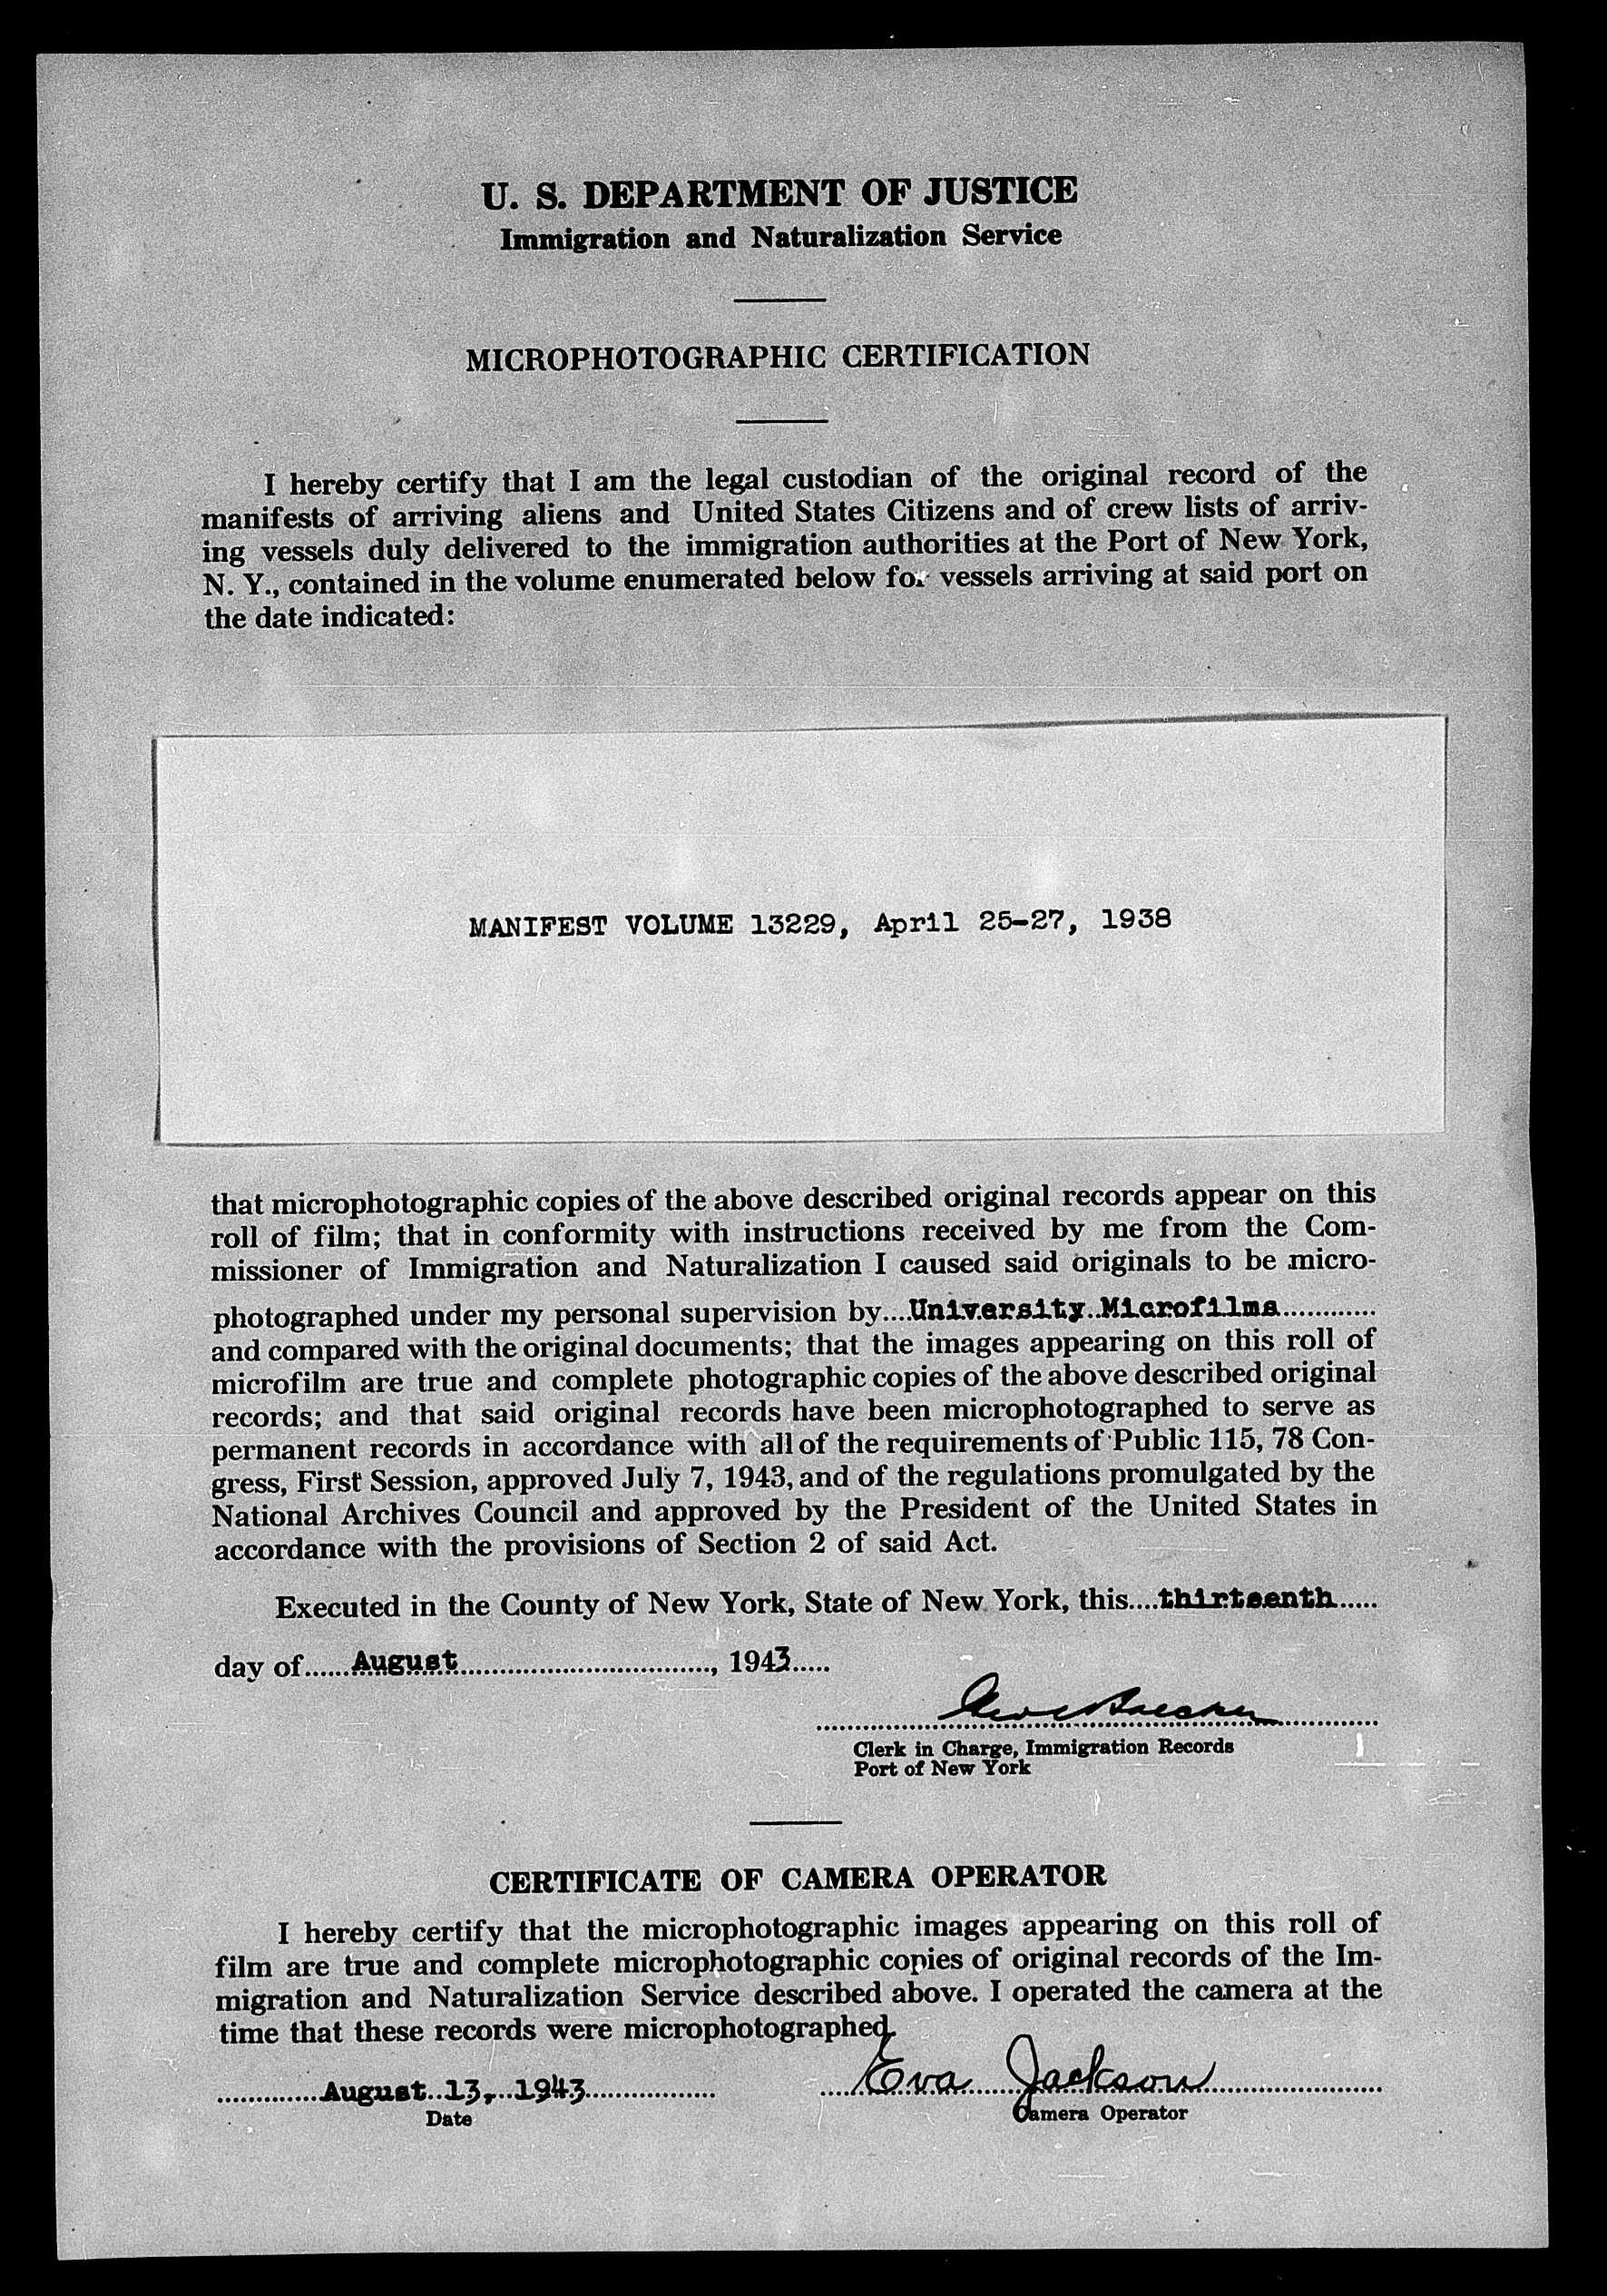 U. S. DEPARTMENT OF JUSTICE
Immigration and Naturalization Service
MICROPHOTOGRAPHIC CERTIFICATION
I hereby certify that I am the legal custodian of the original record of the
manifests of arriving aliens and United States Citizens and of crew lists of arriv-
ing vessels duly delivered to the immigration authorities at the Port of New York,
N. Y., contained in the volume enumerated below for vessels arriving at said port on
the date indicated:
MANIFEST VOLUME 13229, April 25-27, 1938
that microphotographic copies of the above described original records appear on this
roll of film; that in conformity with instructions received by me from the Com-
missioner of Immigration and Naturalization I caused said originals to be micro-
photographed under my personal supervision by....University Microfilms............
and compared with the original documents; that the images appearing on this roll of
microfilm are true and complete photographic copies of the above described original
records; and that said original records have been microphotographed to serve as
permanent records in accordance with all of the requirements of Public 115, 78 Con-
gress, First Session, approved July 7, 1943, and of the regulations promulgated by the
National Archives Council and approved by the President of the United States in
accordance with the provisions of Section 2 of said Act.
Executed in the County of New York, State of New York, this....thirteenth.....
day of......August..................................., 1943.....
Clerk in Charge, Immigration Records
Port of New York
CERTIFICATE OF CAMERA OPERATOR
I hereby certify that the microphotographic images appearing on this roll of
film are true and complete microphotographic copies of original records of the Im-
migration and Naturalization Service described above. I operated the camera at the
time that these records were microphotographed.
August 13, 1943 Eva Jackson
Date Camera Operator